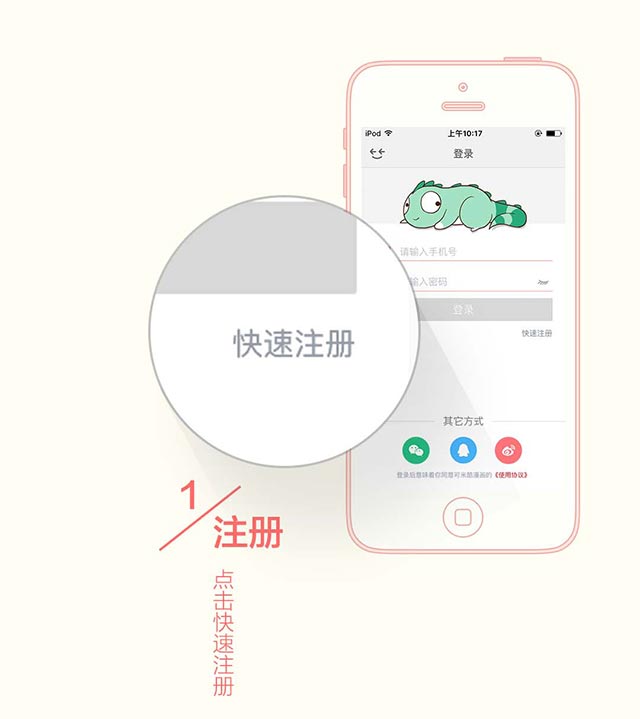 iPod 上午10:17
登录
请输入手机号
输入密码
登录
快速注册
快速注册
其它方式
登录后意味着你同意可米酷漫画的《使用协议》
1
注册
点击快速注册